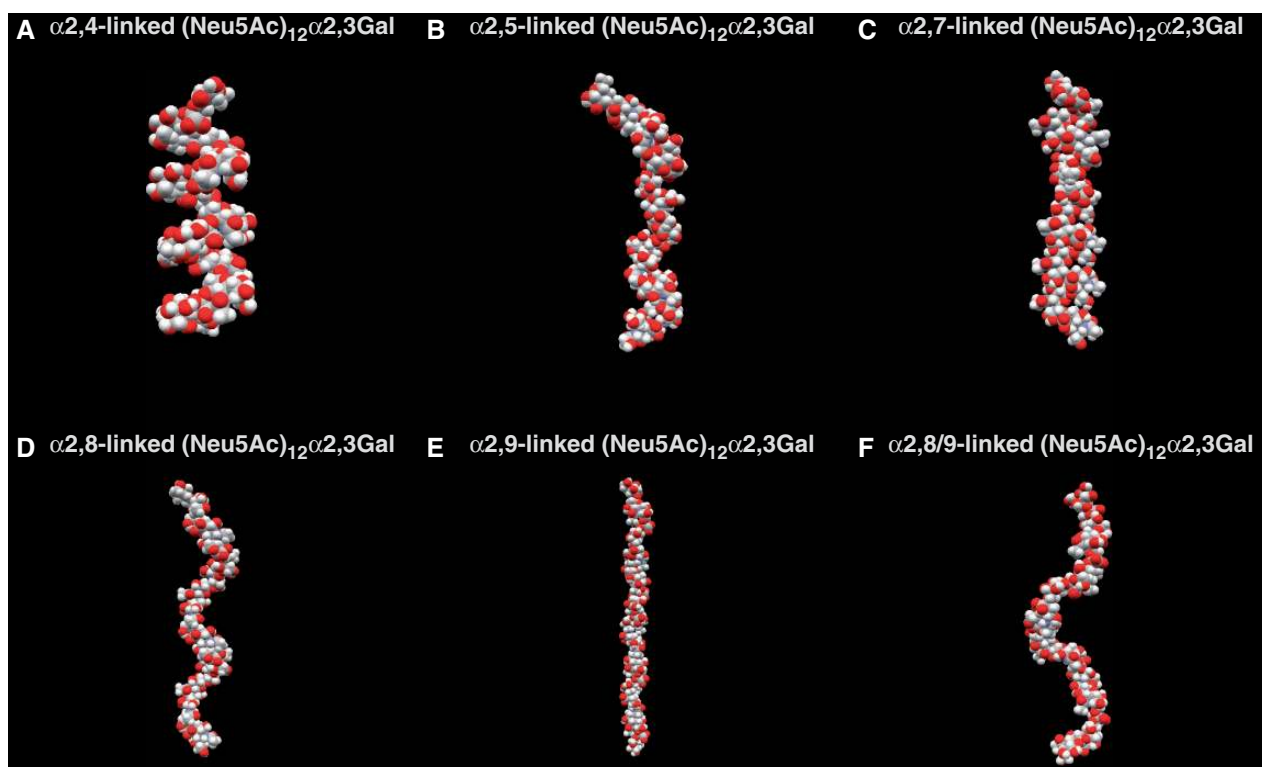 A α2,4-linked (Neu5Ac)₁₂α2,3Gal
B α2,5-linked (Neu5Ac)₁₂α2,3Gal
C α2,7-linked (Neu5Ac)₁₂α2,3Gal
D α2,8-linked (Neu5Ac)₁₂α2,3Gal
E α2,9-linked (Neu5Ac)₁₂α2,3Gal
F α2,8/9-linked (Neu5Ac)₁₂α2,3Gal